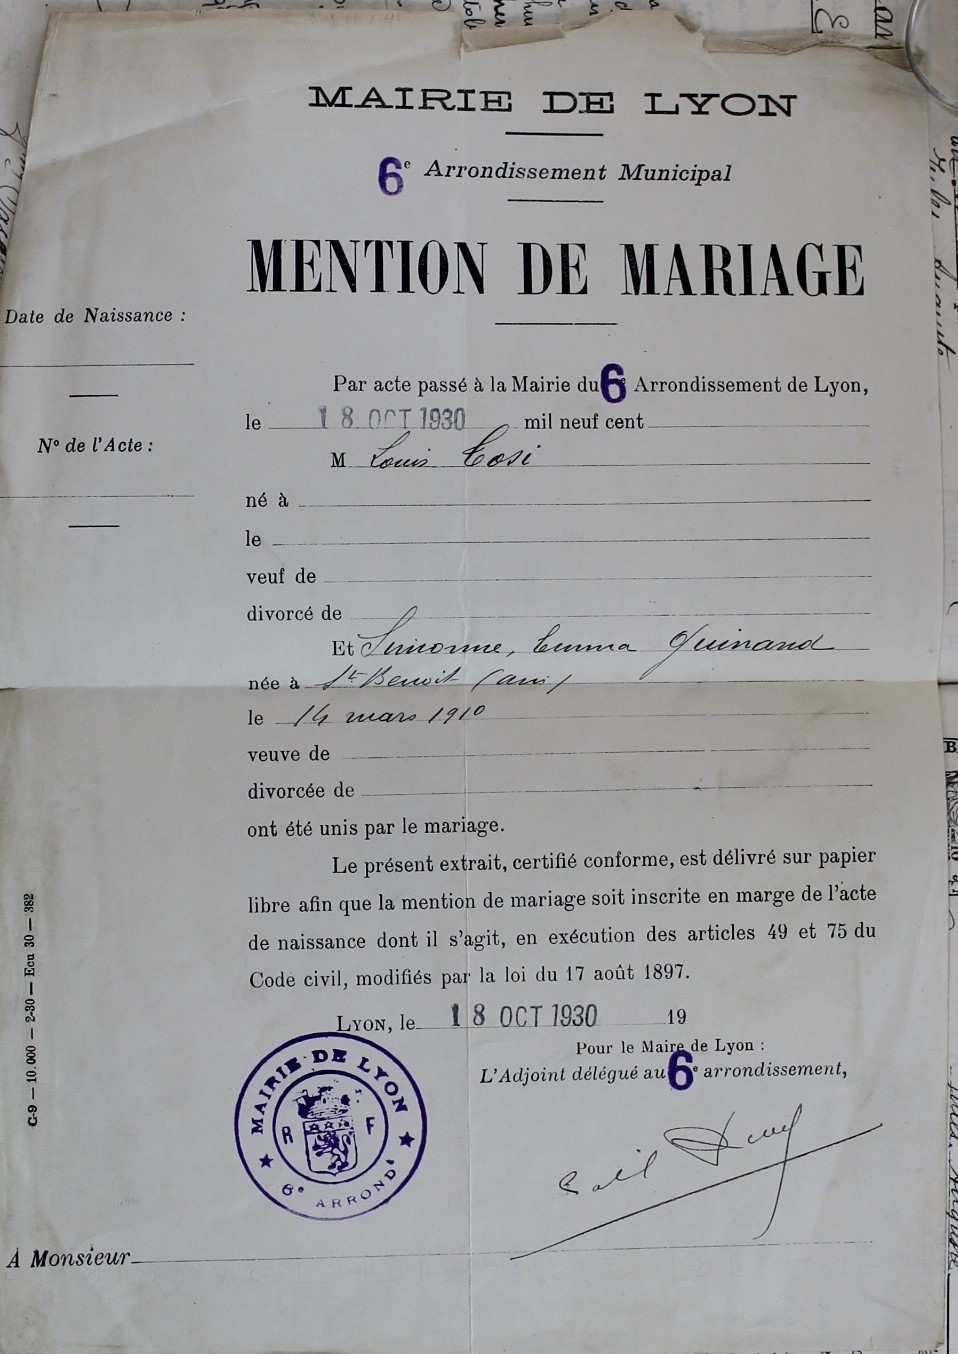 MAIRIE DE LYON
6e Arrondissement Municipal
MENTION DE MARIAGE
Date de Naissance :
N° de l'Acte :
Par acte passé à la Mairie du 6e Arrondissement de Lyon,
le 18 OCT 1930 mil neuf cent
M Louis Cosi
né à
le
veuf de
divorcé de
Et Simonne, Emma Guinand
née à St Benoit (ain)
le 14 mars 1910
veuve de
divorcée de
ont été unis par le mariage.
Le présent extrait, certifié conforme, est délivré sur papier
libre afin que la mention de mariage soit inscrite en marge de l'acte
de naissance dont il s'agit, en exécution des articles 49 et 75 du
Code civil, modifiés par la loi du 17 août 1897.
LYON, le 18 OCT 1930 19
Pour le Maire de Lyon :
L'Adjoint délégué au 6e arrondissement,
MAIRIE DE LYON
R F
6e ARRONDt
À Monsieur
C-9 — 10.000 — 2-30 — Ecu 30 — 382